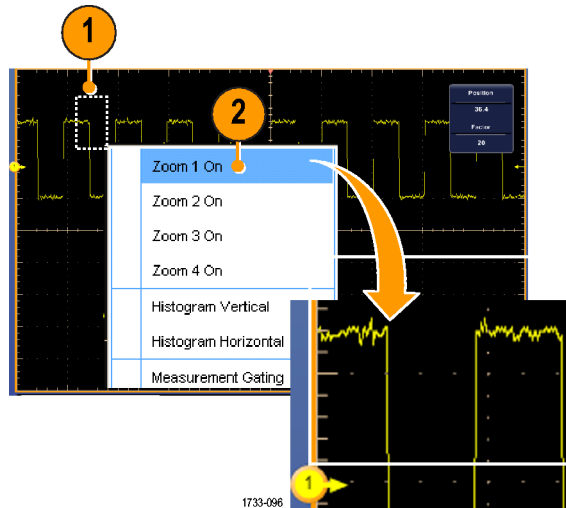 1
2
Position
36.4
Factor
20
Zoom 1 On
Zoom 2 On
Zoom 3 On
Zoom 4 On
Histogram Vertical
Histogram Horizontal
Measurement Gating
1
1733-096